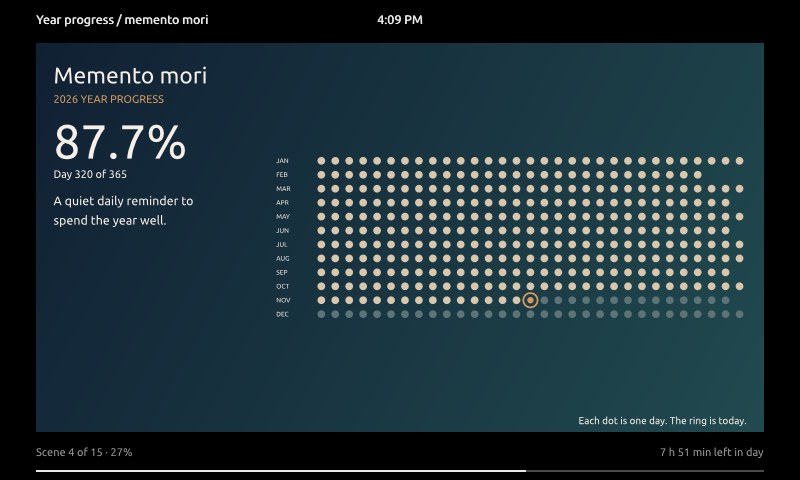 Year progress / memento mori
4:09 PM
Memento mori
2026 YEAR PROGRESS
87.7%
Day 320 of 365
A quiet daily reminder to
spend the year well.
JAN
FEB
MAR
APR
MAY
JUN
JUL
AUG
SEP
OCT
NOV
DEC
Each dot is one day. The ring is today.
Scene 4 of 15 · 27%
7 h 51 min left in day